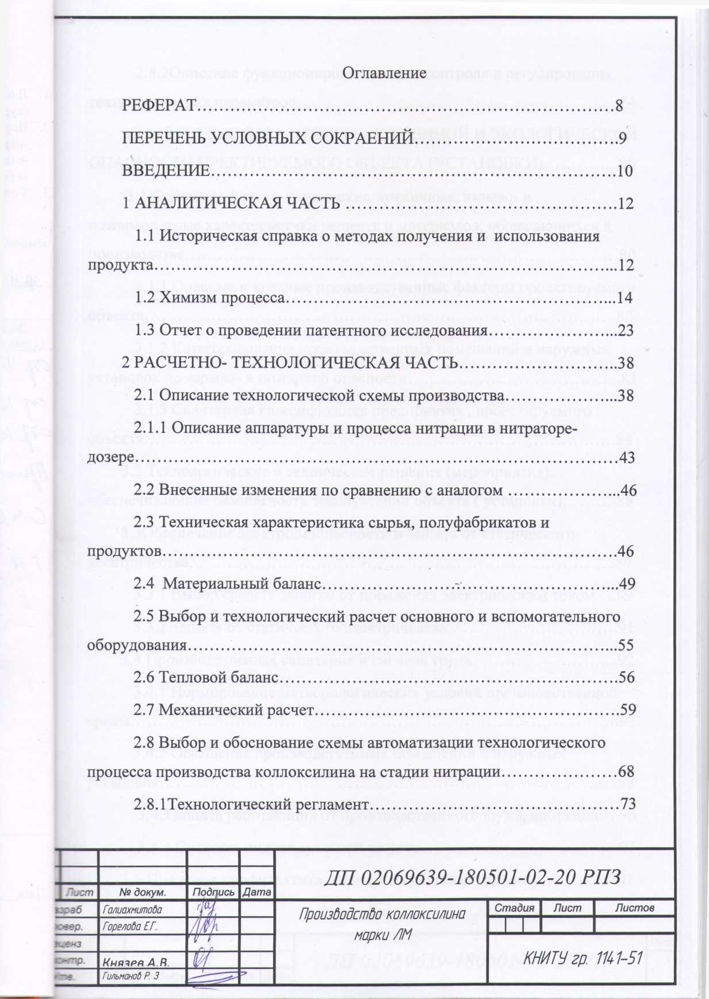 Оглавление
РЕФЕРАТ……………………………………………………………………8
ПЕРЕЧЕНЬ УСЛОВНЫХ СОКРАЕНИЙ………………………………9
ВВЕДЕНИЕ…………………………………………………………………10
1 АНАЛИТИЧЕСКАЯ ЧАСТЬ ……………………………………………12
1.1 Историческая справка о методах получения и использования
продукта……………………………………………………………………………12
1.2 Химизм процесса……………………………………………………...14
1.3 Отчет о проведении патентного исследования…………………...23
2 РАСЧЕТНО- ТЕХНОЛОГИЧЕСКАЯ ЧАСТЬ………………………..38
2.1 Описание технологической схемы производства………………...38
2.1.1 Описание аппаратуры и процесса нитрации в нитраторе-
дозере………………………………………………………………………………43
2.2 Внесенные изменения по сравнению с аналогом ………………...46
2.3 Техническая характеристика сырья, полуфабрикатов и
продуктов…………………………………………………………………………46
2.4 Материальный баланс………………………………………………...49
2.5 Выбор и технологический расчет основного и вспомогательного
оборудования………………………………………………………………………55
2.6 Тепловой баланс………………………………………………………56
2.7 Механический расчет…………………………………………………59
2.8 Выбор и обоснование схемы автоматизации технологического
процесса производства коллоксилина на стадии нитрации…………………68
2.8.1Технологический регламент………………………………………73
ДП 02069639-180501-02-20 РПЗ
Лист № докум. Подпись Дата
Галиахмитова
Горелова Е.Г..
Князев А.В.
Гильманов Р. З
Производство коллоксилина
марки ЛМ
Стадия Лист Листов
КНИТУ гр. 1141-51